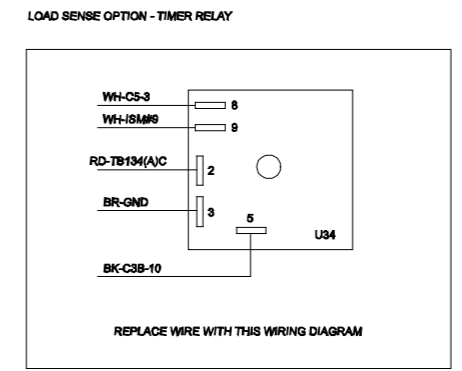 LOAD SENSE OPTION - TIMER RELAY
WH-C5-3
8
WH-ISM#9
9
RD-TB134(A)C
2
BR-GND
3
5
U34
BK-C3B-10
REPLACE WIRE WITH THIS WIRING DIAGRAM